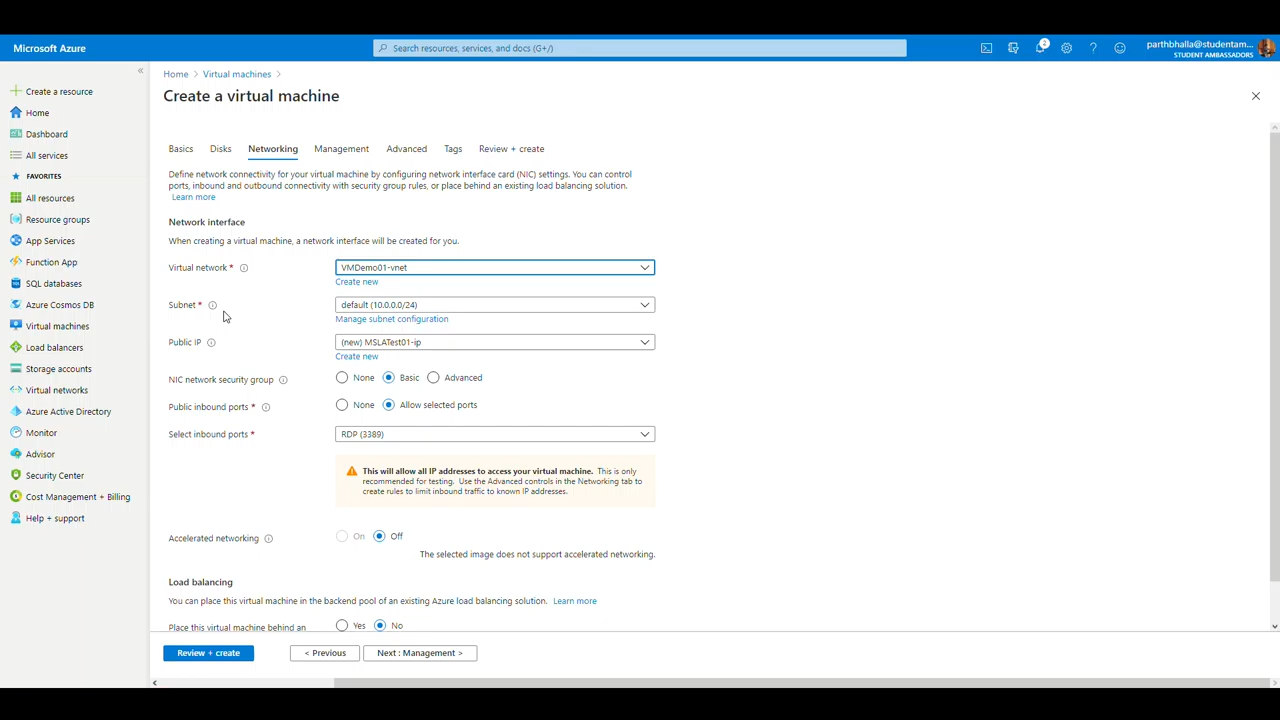 Microsoft Azure
Search resources, services, and docs (G+/)
2
parthbhalla@studentam...
STUDENT AMBASSADORS
Create a resource
Home
Dashboard
All services
FAVORITES
All resources
Resource groups
App Services
Function App
SQL databases
Azure Cosmos DB
Virtual machines
Load balancers
Storage accounts
Virtual networks
Azure Active Directory
Monitor
Advisor
Security Center
Cost Management + Billing
Help + support
Home > Virtual machines >
Create a virtual machine
Basics Disks Networking Management Advanced Tags Review + create
Define network connectivity for your virtual machine by configuring network interface card (NIC) settings. You can control
ports, inbound and outbound connectivity with security group rules, or place behind an existing load balancing solution.
Learn more
Network interface
When creating a virtual machine, a network interface will be created for you.
Virtual network * VMDemo01-vnet
Create new
Subnet * default (10.0.0.0/24)
Manage subnet configuration
Public IP (new) MSLATest01-ip
Create new
NIC network security group None Basic Advanced
Public inbound ports * None Allow selected ports
Select inbound ports * RDP (3389)
This will allow all IP addresses to access your virtual machine. This is only
recommended for testing. Use the Advanced controls in the Networking tab to
create rules to limit inbound traffic to known IP addresses.
Accelerated networking On Off
The selected image does not support accelerated networking.
Load balancing
You can place this virtual machine in the backend pool of an existing Azure load balancing solution. Learn more
Place this virtual machine behind an Yes No
Review + create < Previous Next : Management >